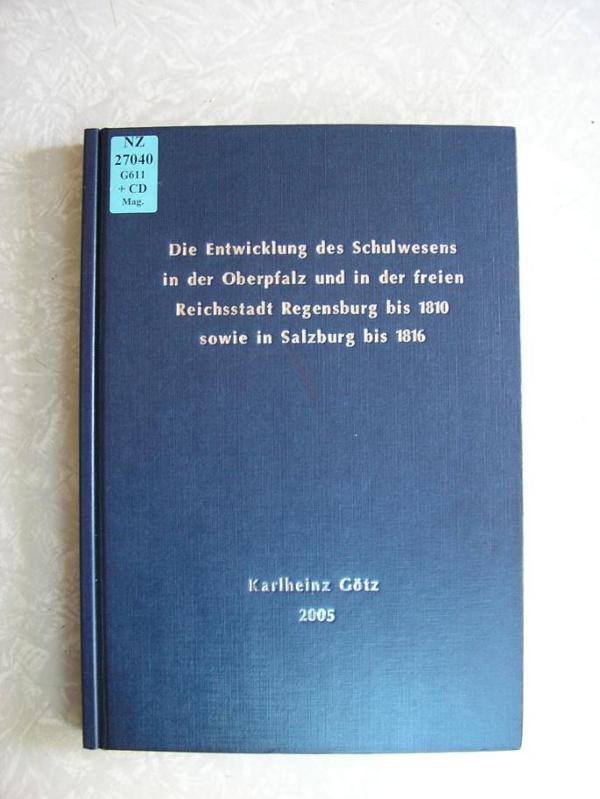 NZ
27040
G611
+ CD
Mag.
Die Entwicklung des Schulwesens
in der Oberpfalz und in der freien
Reichsstadt Regensburg bis 1810
sowie in Salzburg bis 1816
Karlheinz Götz
2005